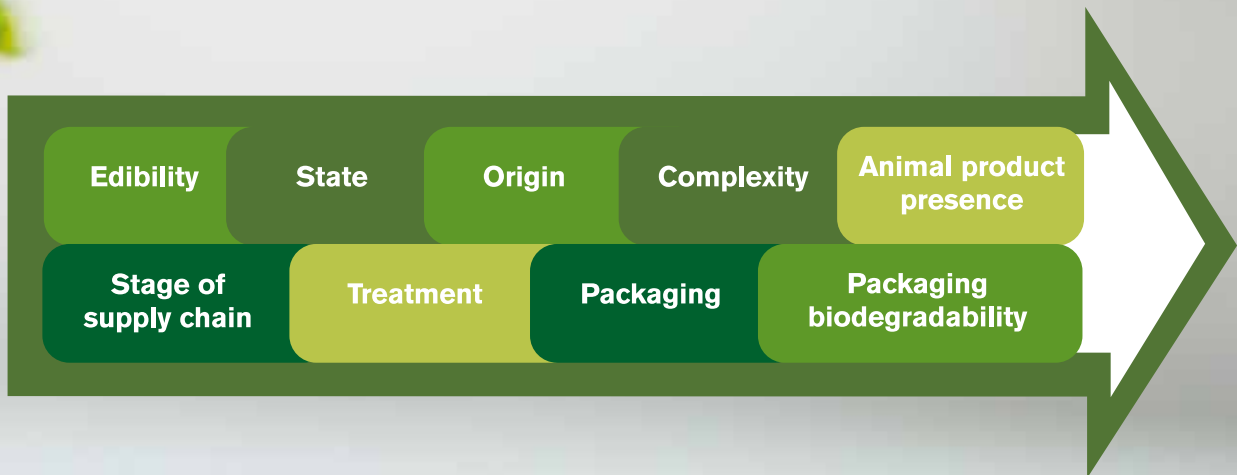 Edibility
State
Origin
Complexity
Animal product
presence
Stage of
supply chain
Treatment
Packaging
Packaging
biodegradability